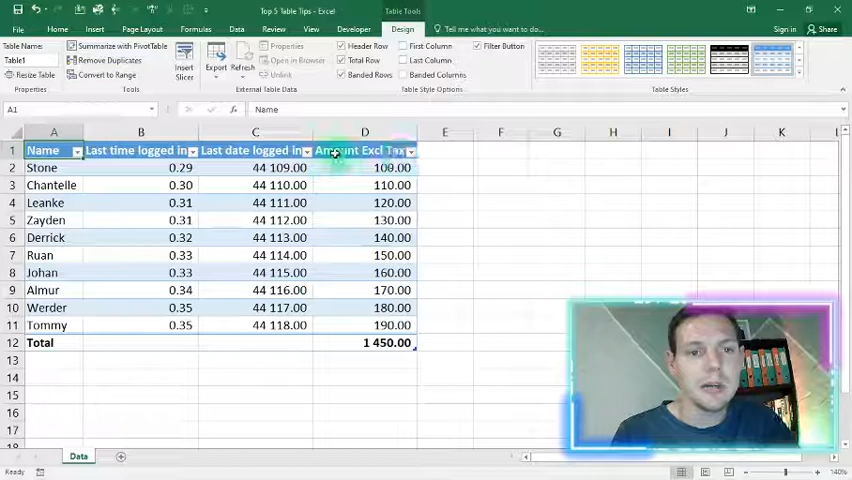 Top 5 Table Tips - Excel
Table Tools
Sign in
File Home Insert Page Layout Formulas Data Review View Developer Design Tell me what you want to do... Share
Table Name:
Table1
Resize Table
Properties
Summarize with PivotTable
Remove Duplicates
Convert to Range
Tools
Insert Slicer
Export
Refresh
Properties
Open in Browser
Unlink
External Table Data
Header Row
Total Row
Banded Rows
First Column
Last Column
Banded Columns
Filter Button
Table Style Options
Table Styles
A1 fx Name
A B C D E F G H I J K L
1 Name Last time logged in Last date logged in Amount Excl Tax
2 Stone 0.29 44 109.00 100.00
3 Chantelle 0.30 44 110.00 110.00
4 Leanke 0.31 44 111.00 120.00
5 Zayden 0.31 44 112.00 130.00
6 Derrick 0.32 44 113.00 140.00
7 Ruan 0.33 44 114.00 150.00
8 Johan 0.33 44 115.00 160.00
9 Almur 0.34 44 116.00 170.00
10 Werder 0.35 44 117.00 180.00
11 Tommy 0.35 44 118.00 190.00
12 Total 1 450.00
13
14
15
16
17
18
Data
Ready
140%